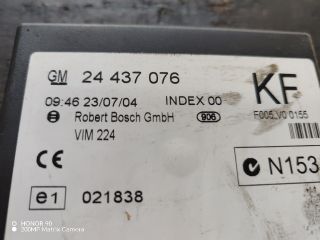 GM 24 437 076 KF
09:46 23/07/04 INDEX 00
Robert Bosch GmbH 906 F005 V0 0155
VIM 224
CE N153
e1 021838
HONOR 90
200MP Matrix Camera